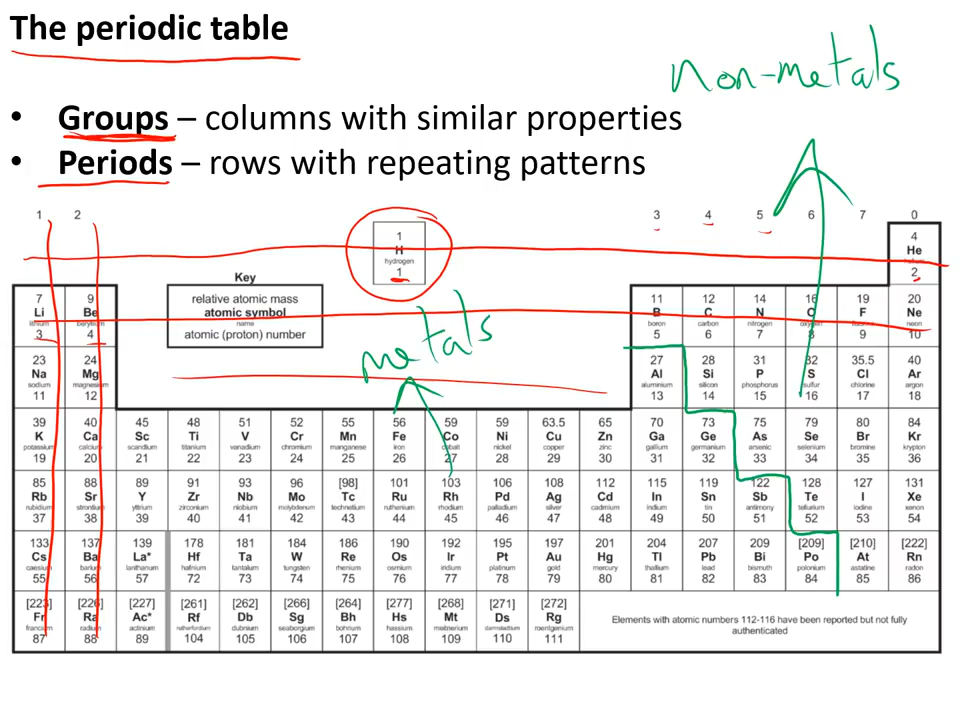 The periodic table
non-metals
• Groups – columns with similar properties
• Periods – rows with repeating patterns
1 2 3 4 5 6 7 0
1 4
H He
hydrogen
1 2
Key
7 9 relative atomic mass 11 12 14 16 19 20
Li Be atomic symbol B C N O F Ne
lithium beryllium name boron carbon nitrogen oxygen fluorine neon
3 4 atomic (proton) number 5 6 7 8 9 10
metals
23 24 27 28 31 32 35.5 40
Na Mg Al Si P S Cl Ar
sodium magnesium aluminium silicon phosphorus sulfur chlorine argon
11 12 13 14 15 16 17 18
39 40 45 48 51 52 55 56 59 59 63.5 65 70 73 75 79 80 84
K Ca Sc Ti V Cr Mn Fe Co Ni Cu Zn Ga Ge As Se Br Kr
potassium calcium scandium titanium vanadium chromium manganese iron cobalt nickel copper zinc gallium germanium arsenic selenium bromine krypton
19 20 21 22 23 24 25 26 27 28 29 30 31 32 33 34 35 36
85 88 89 91 93 96 [98] 101 103 106 108 112 115 119 122 128 127 131
Rb Sr Y Zr Nb Mo Tc Ru Rh Pd Ag Cd In Sn Sb Te I Xe
rubidium strontium yttrium zirconium niobium molybdenum technetium ruthenium rhodium palladium silver cadmium indium tin antimony tellurium iodine xenon
37 38 39 40 41 42 43 44 45 46 47 48 49 50 51 52 53 54
133 137 139 178 181 184 186 190 192 195 197 201 204 207 209 [209] [210] [222]
Cs Ba La* Hf Ta W Re Os Ir Pt Au Hg Tl Pb Bi Po At Rn
caesium barium lanthanum hafnium tantalum tungsten rhenium osmium iridium platinum gold mercury thallium lead bismuth polonium astatine radon
55 56 57 72 73 74 75 76 77 78 79 80 81 82 83 84 85 86
[223] [226] [227] [261] [262] [266] [264] [277] [268] [271] [272]
Fr Ra Ac* Rf Db Sg Bh Hs Mt Ds Rg
francium radium actinium rutherfordium dubnium seaborgium bohrium hassium meitnerium darmstadtium roentgenium
87 88 89 104 105 106 107 108 109 110 111
Elements with atomic numbers 112-116 have been reported but not fully
authenticated